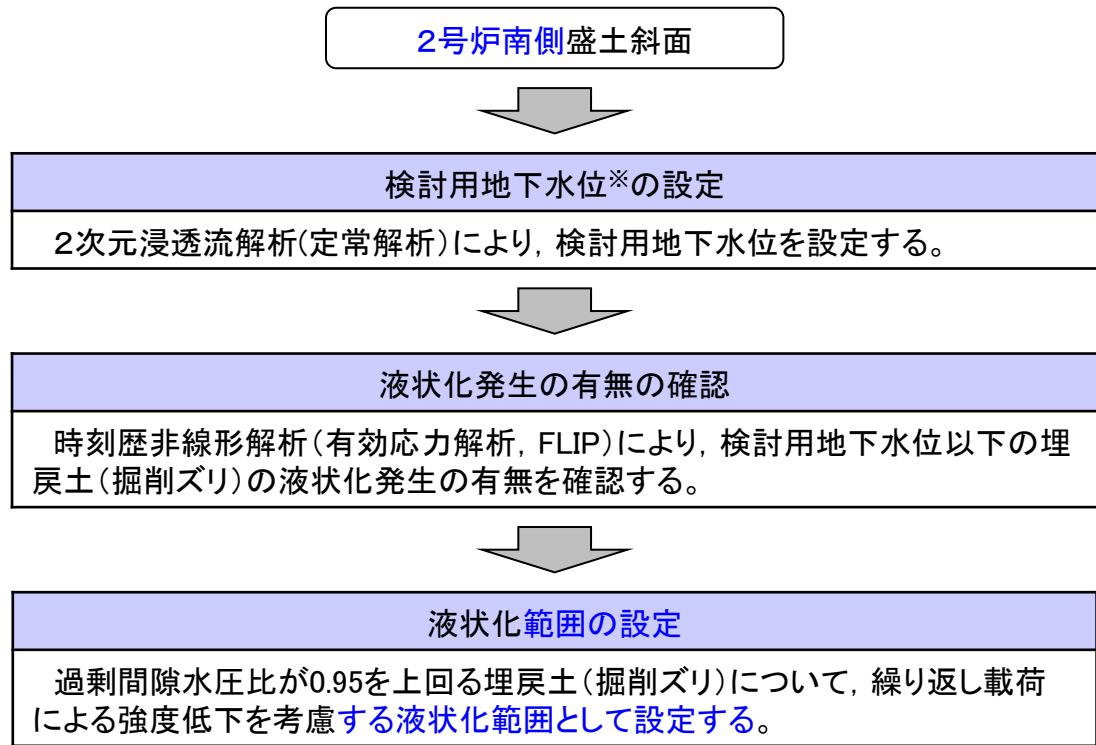 ２号炉南側盛土斜面
検討用地下水位※の設定
２次元浸透流解析(定常解析)により，検討用地下水位を設定する。
液状化発生の有無の確認
時刻歴非線形解析（有効応力解析，FLIP）により，検討用地下水位以下の埋
戻土（掘削ズリ）の液状化発生の有無を確認する。
液状化範囲の設定
過剰間隙水圧比が0.95を上回る埋戻土（掘削ズリ）について，繰り返し載荷
による強度低下を考慮する液状化範囲として設定する。